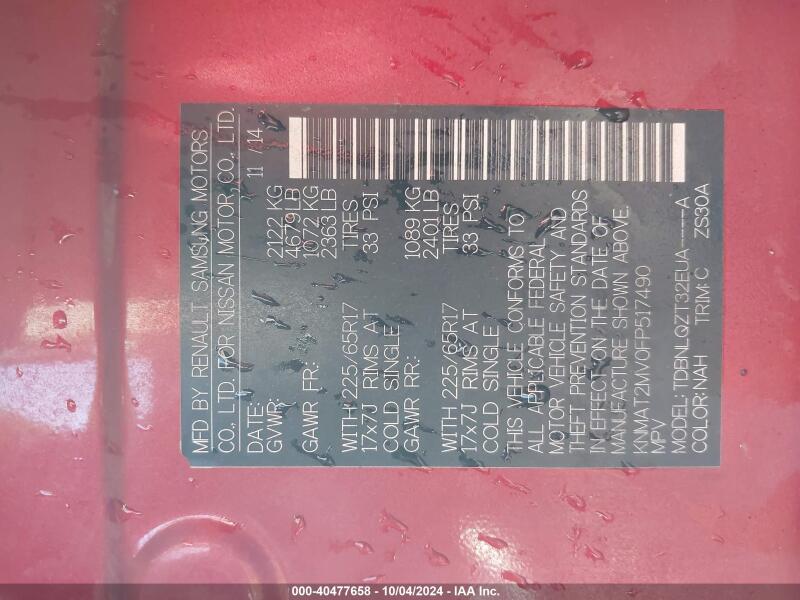 MFD BY RENAULT SAMSUNG MOTORS
CO., LTD. FOR NISSAN MOTOR CO., LTD.
DATE: 11 /14
GVWR: 2122 KG
4679 LB
GAWR FR: 1072 KG
2363 LB
WITH 225/65R17 TIRES
17x7J RIMS AT 33 PSI
COLD SINGLE
GAWR RR: 1089 KG
2401 LB
WITH 225/65R17 TIRES
17x7J RIMS AT 33 PSI
COLD SINGLE
THIS VEHICLE CONFORMS TO
ALL APPLICABLE FEDERAL
MOTOR VEHICLE SAFETY AND
THEFT PREVENTION STANDARDS
IN EFFECT ON THE DATE OF
MANUFACTURE SHOWN ABOVE.
KNMAT2MV0FP517490
MPV
MODEL: TDBNLQZT32EUA-----A
COLOR:NAH TRIM:C ZS30A
000-40477658 - 10/04/2024 - IAA Inc.